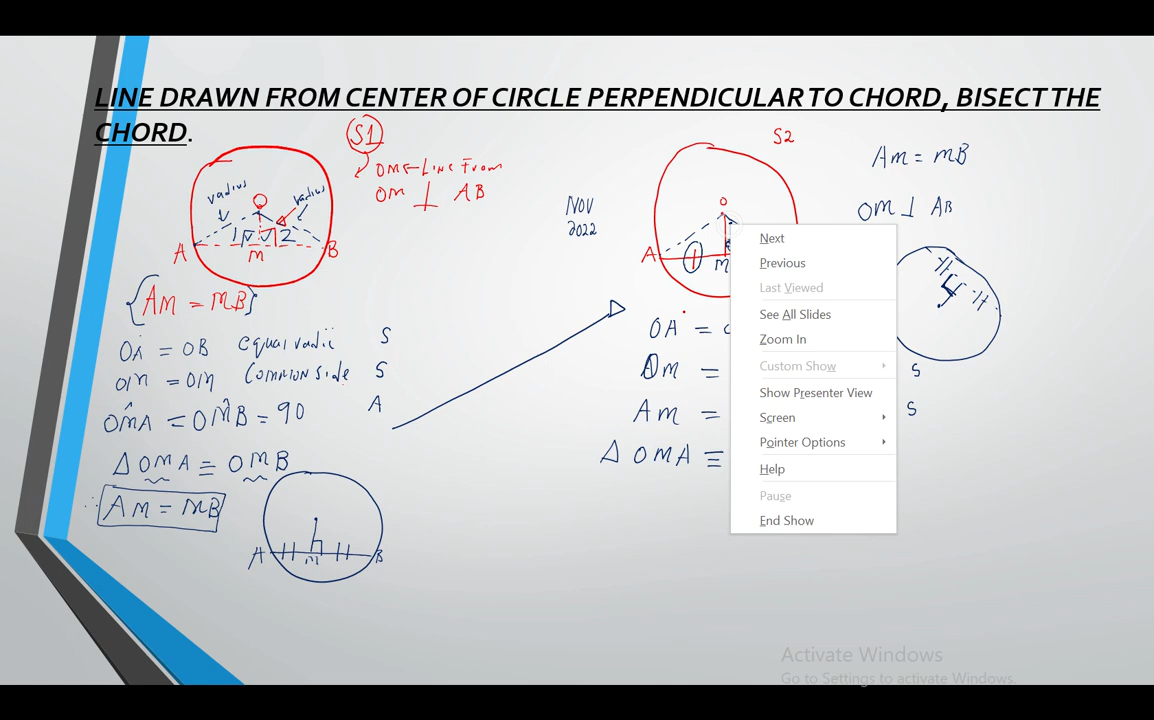 LINE DRAWN FROM CENTER OF CIRCLE PERPENDICULAR TO CHORD, BISECT THE
CHORD.
S1
OM ← LINE From
OM ⊥ AB
radius
radius
O
1
2
A
M
B
{AM = MB}
OA = OB equal radii S
OM = OM Common side S
OM̂A = OM̂B = 90 A
Δ OMA ≡ OMB
∴ AM = MB
A
M
B
NOV
2022
S2
AM = MB
OM ⊥ AB
O
A
1
M
OA =
OM =
S
AM =
S
Δ OMA ≡
Next
Previous
Last Viewed
See All Slides
Zoom In
Custom Show
Show Presenter View
Screen
Pointer Options
Help
Pause
End Show
Activate Windows
Go to Settings to activate Windows.